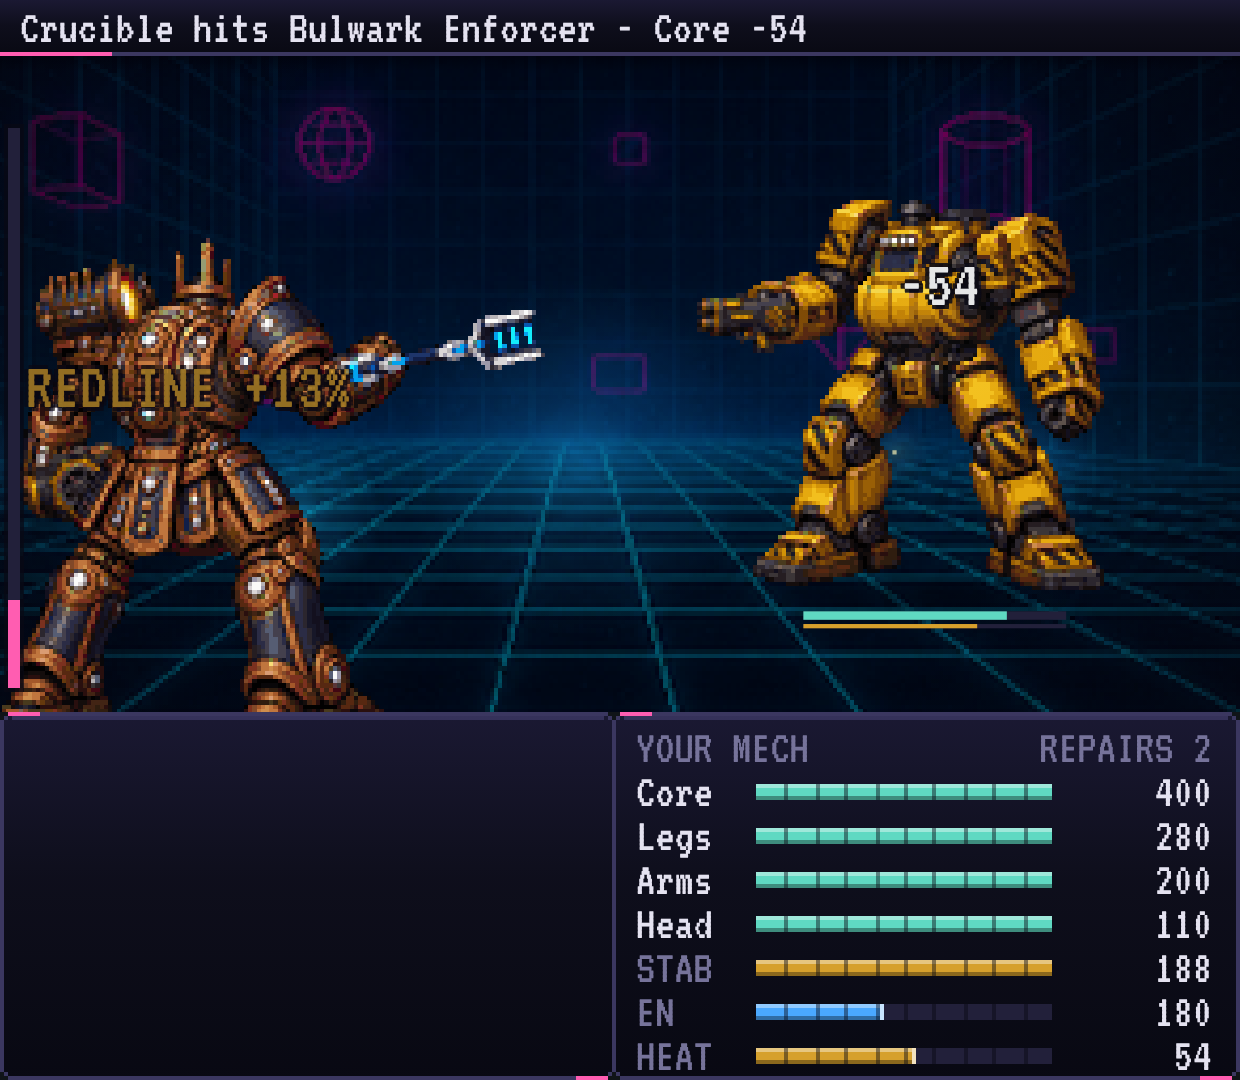 Crucible hits Bulwark Enforcer - Core -54
-54
REDLINE +13%
YOUR MECH REPAIRS 2
Core 400
Legs 280
Arms 200
Head 110
STAB 188
EN 180
HEAT 54